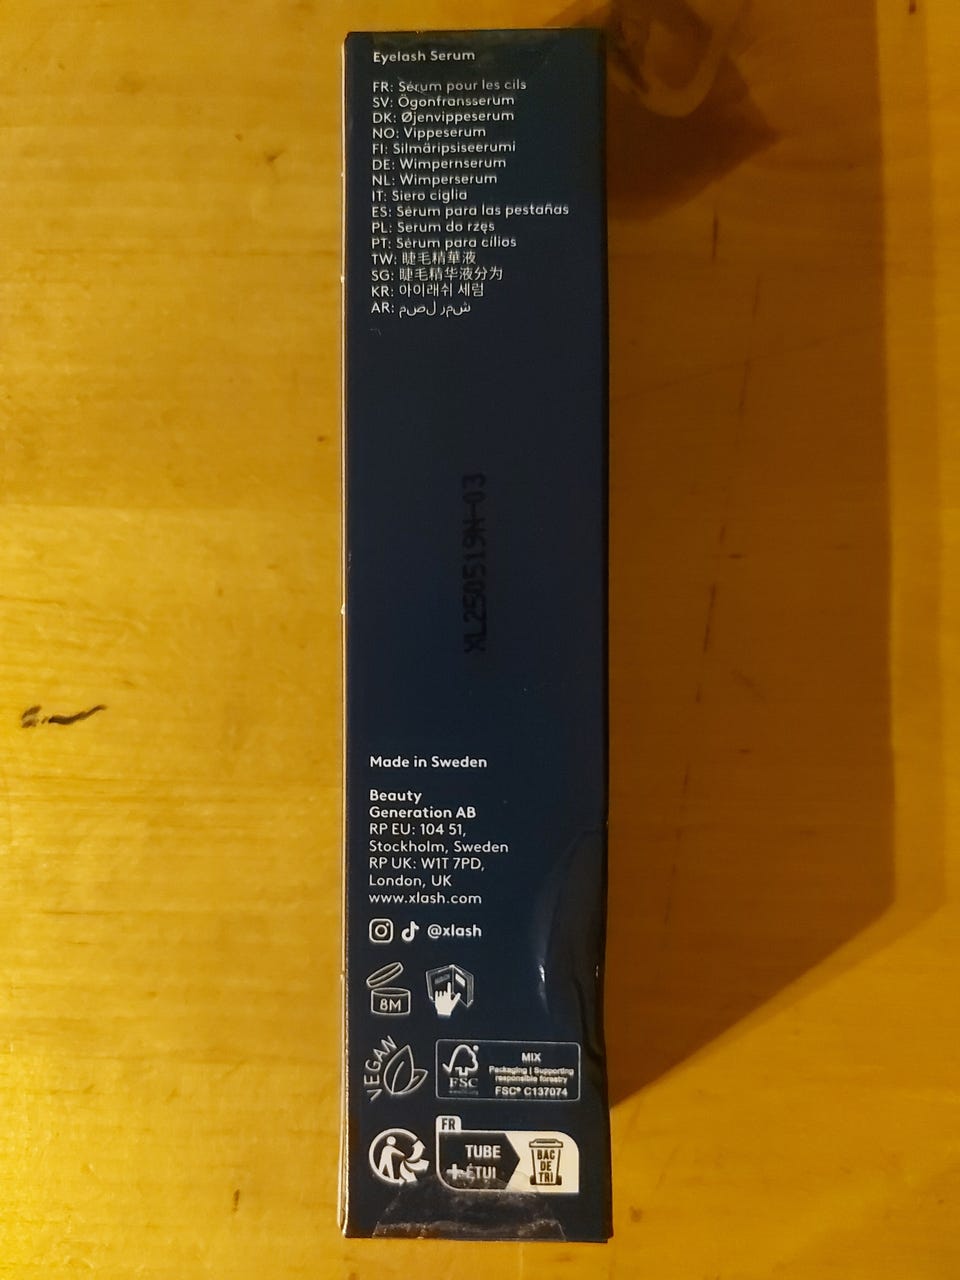 Eyelash Serum
FR: Sérum pour les cils
SV: Ögonfransserum
DK: Øjenvippeserum
NO: Vippeserum
FI: Silmäripsiseerumi
DE: Wimpernserum
NL: Wimperserum
IT: Siero ciglia
ES: Sérum para las pestañas
PL: Serum do rzęs
PT: Sérum para cílios
TW: 睫毛精華液
SG: 睫毛精华液分为
KR: 아이래쉬 세럼
AR: شمر لصم
XL250519N-03
Made in Sweden
Beauty
Generation AB
RP EU: 104 51,
Stockholm, Sweden
RP UK: W1T 7PD,
London, UK
www.xlash.com
@xlash
8M
VEGAN
FSC
MIX
Packaging | Supporting
responsible forestry
FSC® C137074
FR
TUBE
+ ÉTUI
BAC
DE
TRI